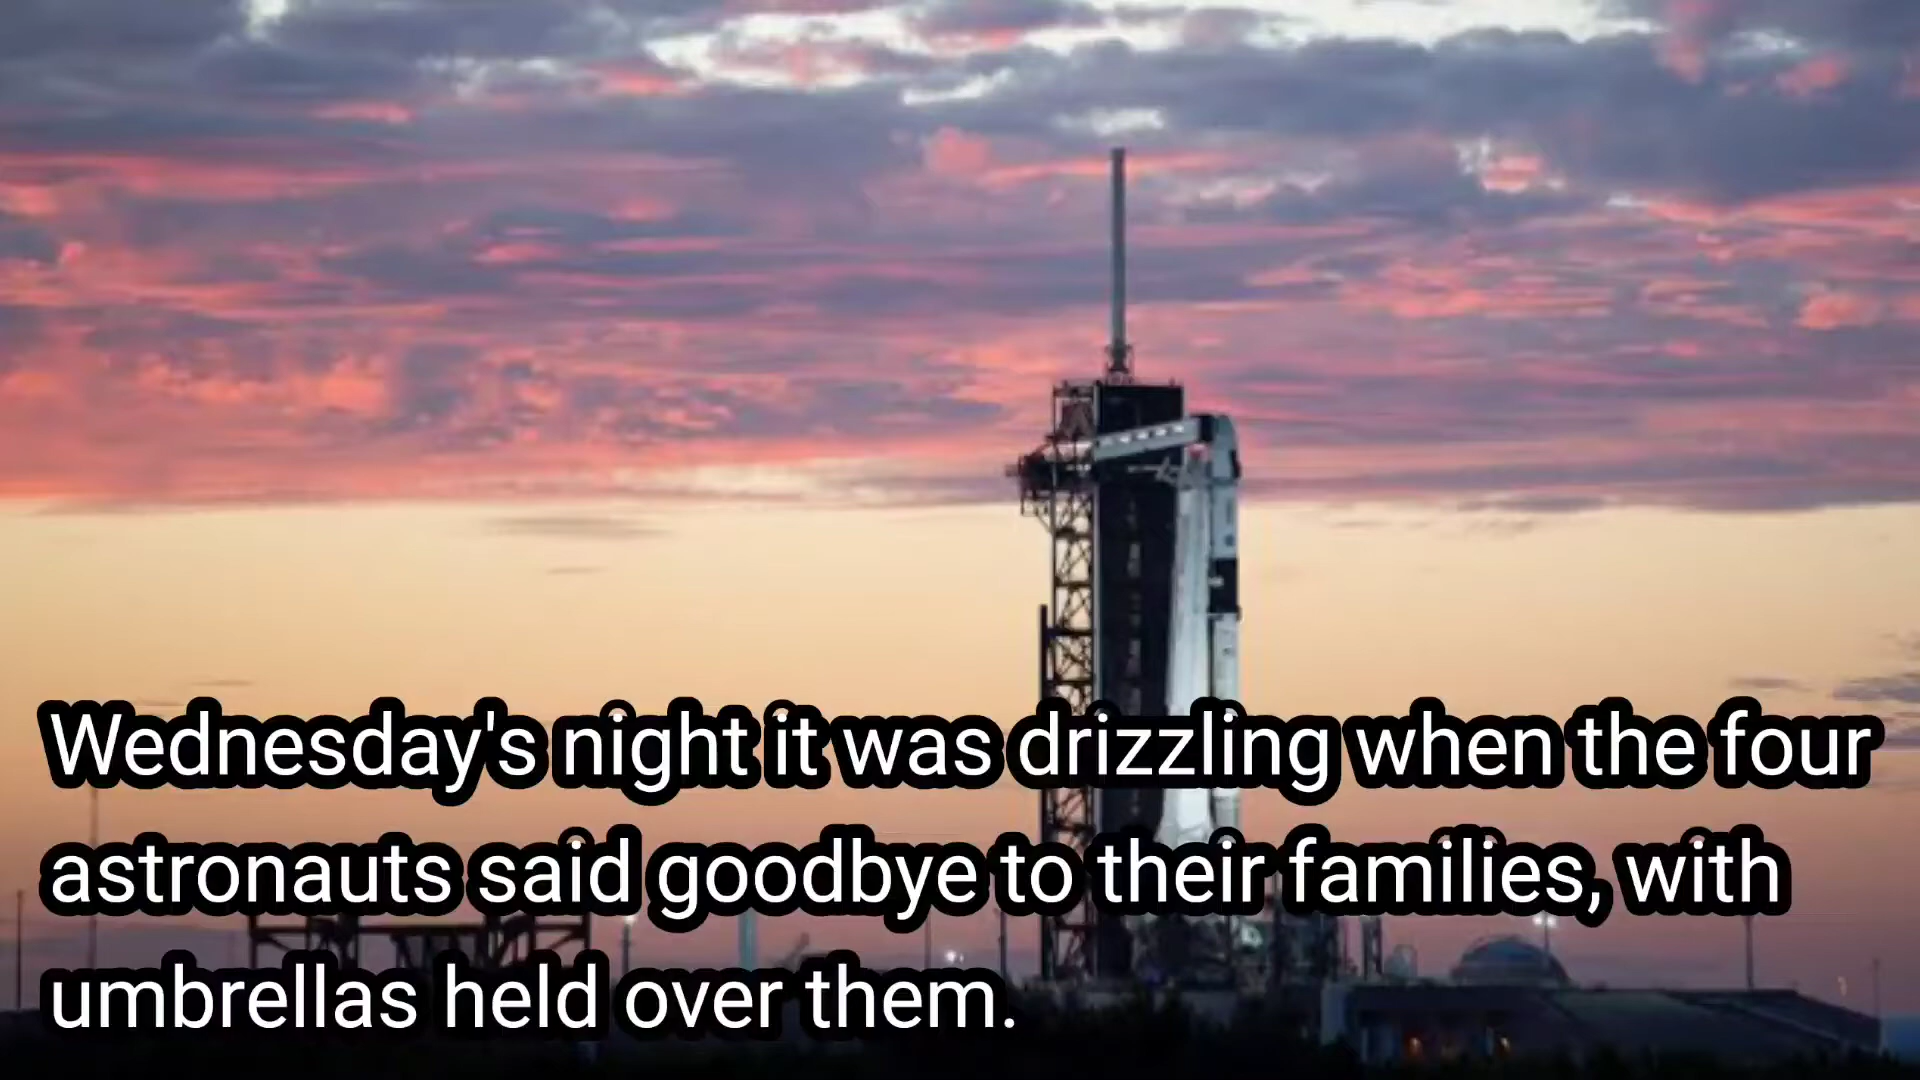 Wednesday's night it was drizzling when the four
astronauts said goodbye to their families, with
umbrellas held over them.